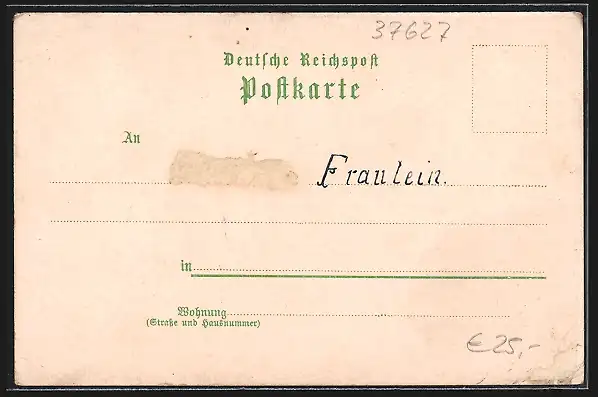 37627
Deutſche Reichspoſt
Poſtkarte
An
Fraulein.
in
Wohnung
(Straße und Hausnummer)
€ 25,-